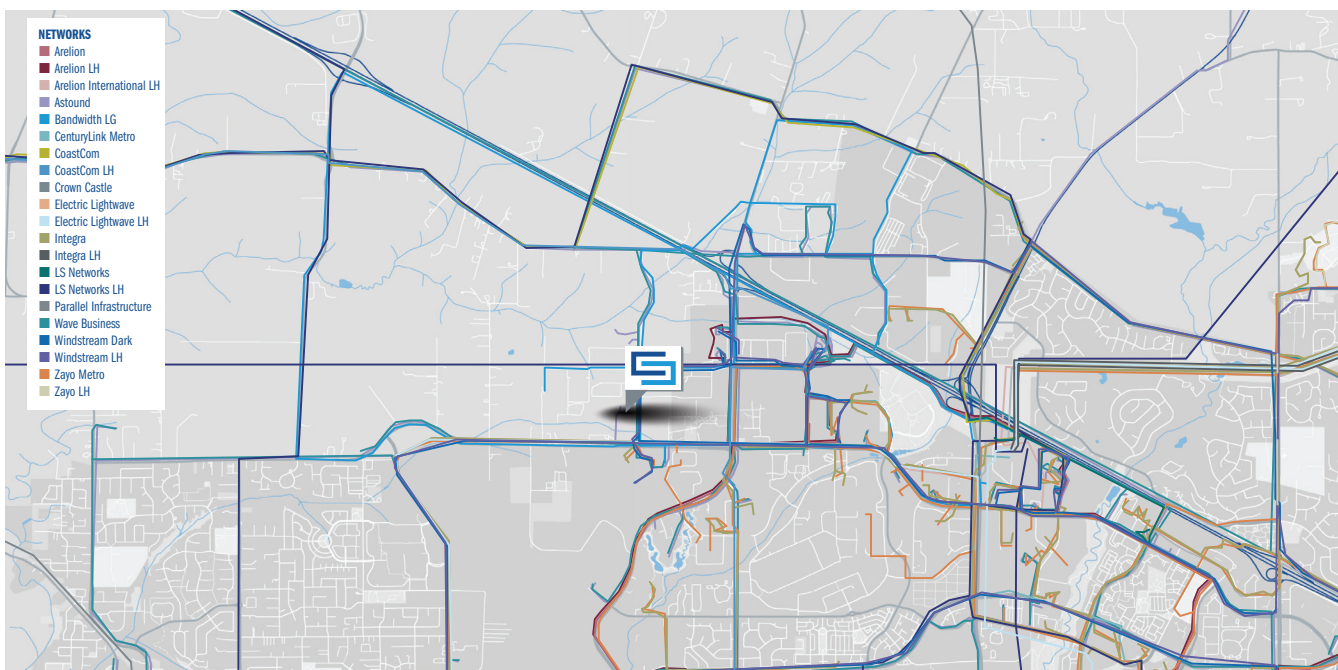 NETWORKS
Arelion
Arelion LH
Arelion International LH
Astound
Bandwidth LG
CenturyLink Metro
CoastCom
CoastCom LH
Crown Castle
Electric Lightwave
Electric Lightwave LH
Integra
Integra LH
LS Networks
LS Networks LH
Parallel Infrastructure
Wave Business
Windstream Dark
Windstream LH
Zayo Metro
Zayo LH